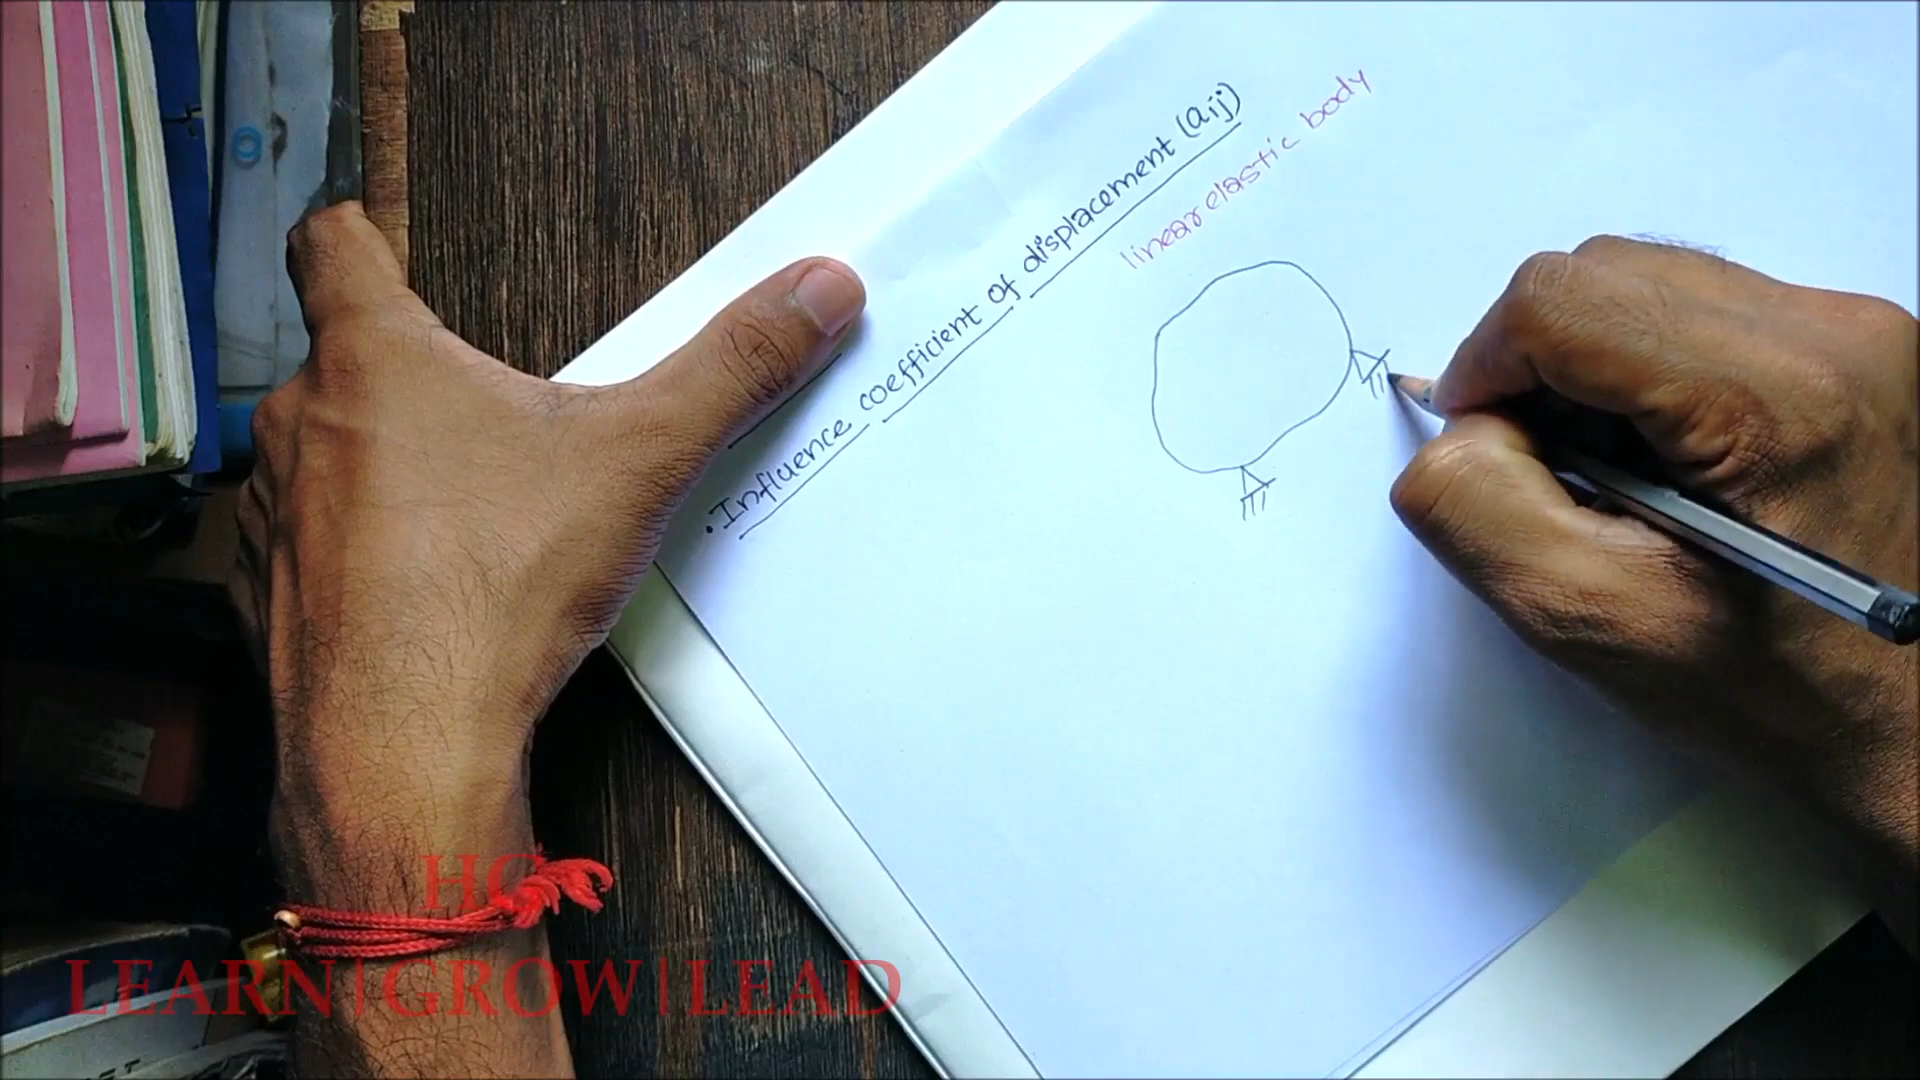 • Influence coefficient of displacement (aij)
linear elastic body
HG
LEARN|GROW|LEAD